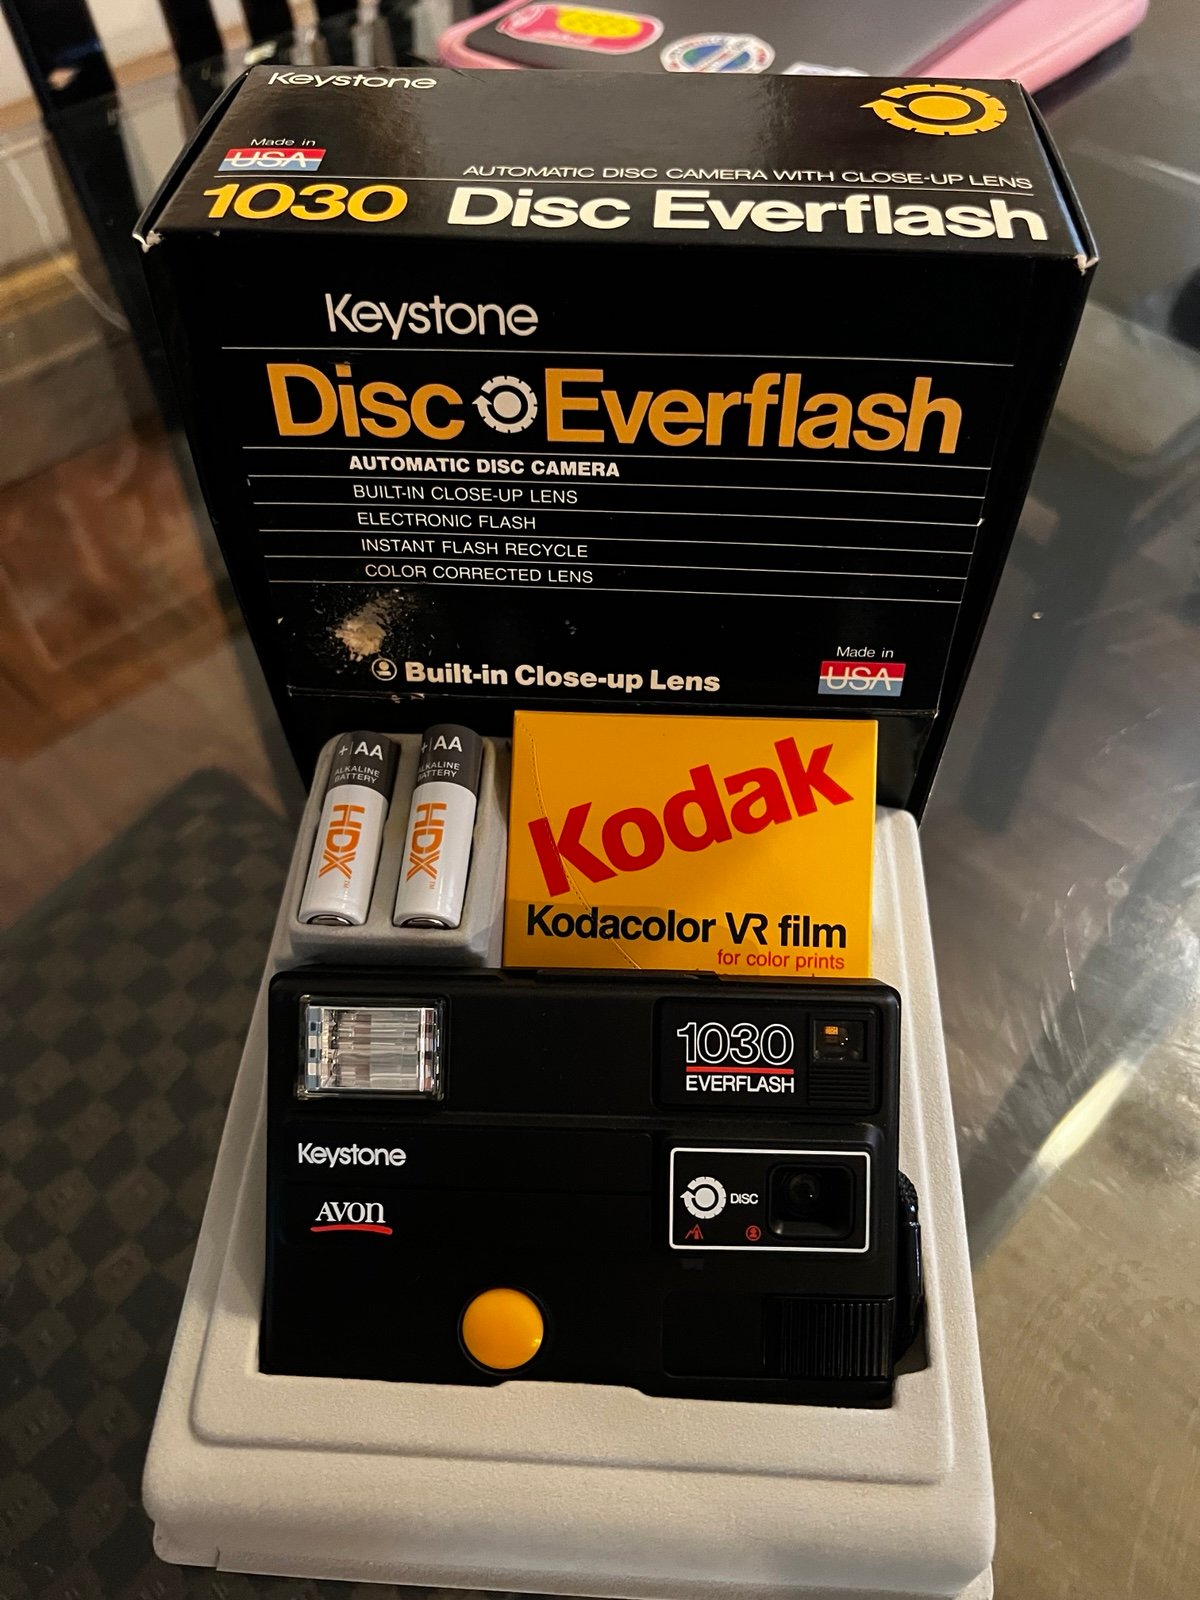 Keystone
Made in
USA
AUTOMATIC DISC CAMERA WITH CLOSE-UP LENS
1030 Disc Everflash
Keystone
Disc Everflash
AUTOMATIC DISC CAMERA
BUILT-IN CLOSE-UP LENS
ELECTRONIC FLASH
INSTANT FLASH RECYCLE
COLOR CORRECTED LENS
Built-in Close-up Lens
Made in
USA
+ AA
ALKALINE
BATTERY
HDX
TM
+ AA
ALKALINE
BATTERY
HDX
TM
Kodak
Kodacolor VR film
for color prints
1030
EVERFLASH
Keystone
AVON
DISC